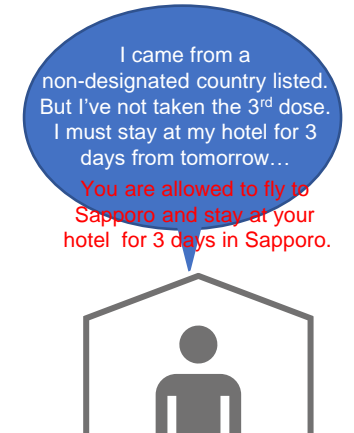 I came from a
non-designated country listed.
But I've not taken the 3rd dose.
I must stay at my hotel for 3
days from tomorrow…
You are allowed to fly to
Sapporo and stay at your
hotel for 3 days in Sapporo.